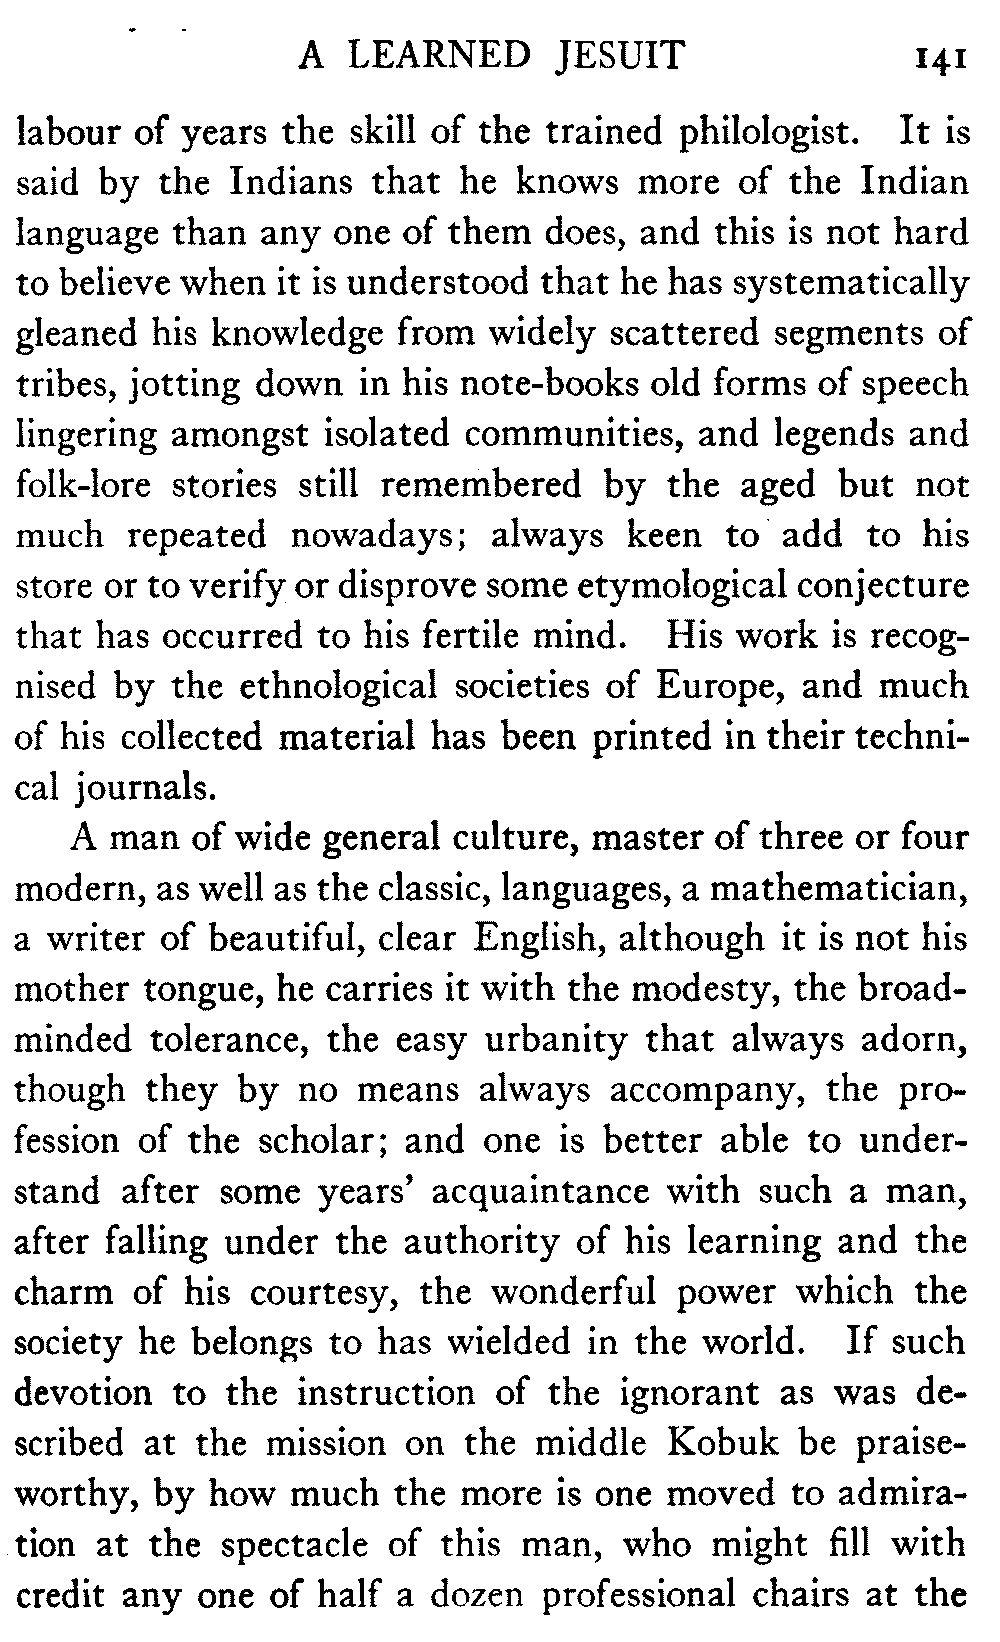 A LEARNED JESUIT 141
labour of years the skill of the trained philologist. It is
said by the Indians that he knows more of the Indian
language than any one of them does, and this is not hard
to believe when it is understood that he has systematically
gleaned his knowledge from widely scattered segments of
tribes, jotting down in his note-books old forms of speech
lingering amongst isolated communities, and legends and
folk-lore stories still remembered by the aged but not
much repeated nowadays; always keen to add to his
store or to verify or disprove some etymological conjecture
that has occurred to his fertile mind. His work is recog-
nised by the ethnological societies of Europe, and much
of his collected material has been printed in their techni-
cal journals.
A man of wide general culture, master of three or four
modern, as well as the classic, languages, a mathematician,
a writer of beautiful, clear English, although it is not his
mother tongue, he carries it with the modesty, the broad-
minded tolerance, the easy urbanity that always adorn,
though they by no means always accompany, the pro-
fession of the scholar; and one is better able to under-
stand after some years' acquaintance with such a man,
after falling under the authority of his learning and the
charm of his courtesy, the wonderful power which the
society he belongs to has wielded in the world. If such
devotion to the instruction of the ignorant as was de-
scribed at the mission on the middle Kobuk be praise-
worthy, by how much the more is one moved to admira-
tion at the spectacle of this man, who might fill with
credit any one of half a dozen professional chairs at the